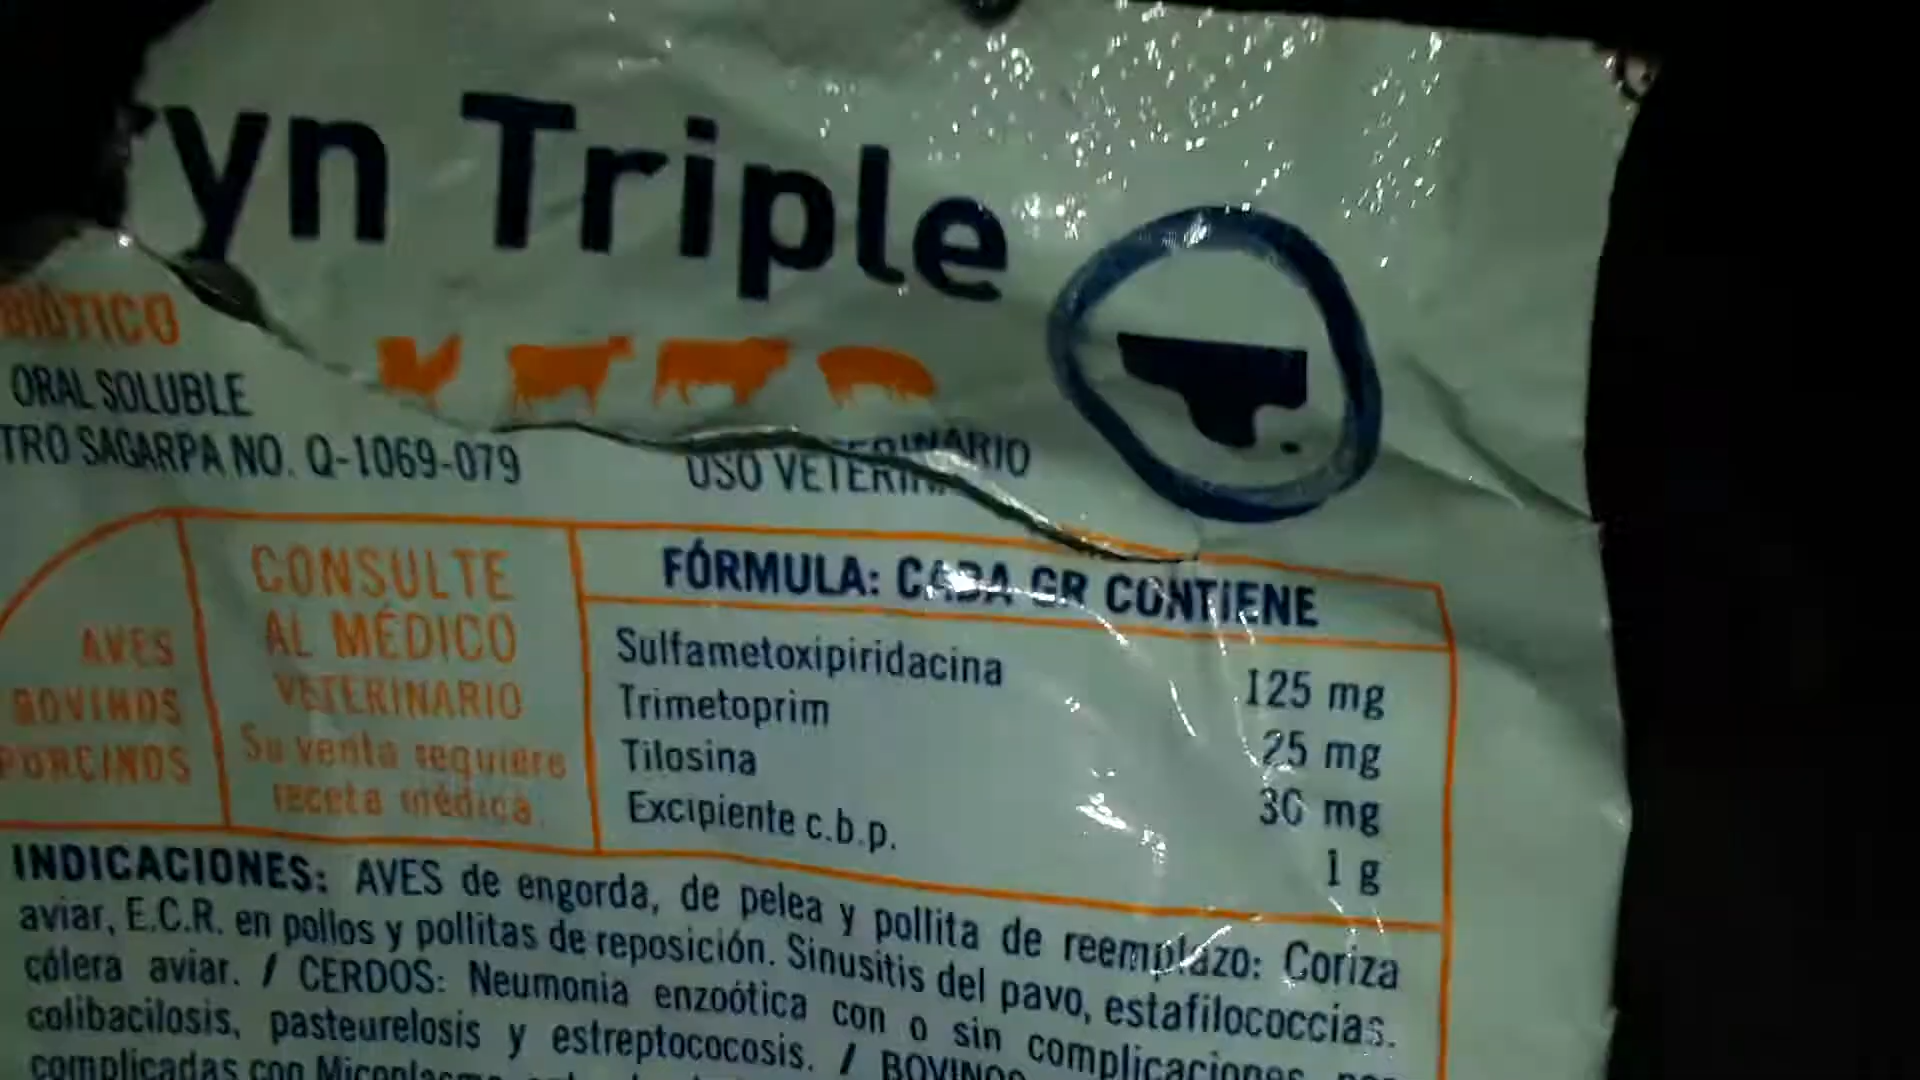 yn Triple
BIÓTICO
ORAL SOLUBLE
TRO SAGARPA NO. Q-1069-079
USO VETERINARIO
AVES
BOVINOS
PORCINOS
CONSULTE
AL MÉDICO
VETERINARIO
Su venta requiere
receta médica.
FÓRMULA: CADA GR CONTIENE
Sulfametoxipiridacina 125 mg
Trimetoprim 25 mg
Tilosina 30 mg
Excipiente c.b.p. 1 g
INDICACIONES: AVES de engorda, de pelea y pollita de reemplazo: Coriza
aviar, E.C.R. en pollos y pollitas de reposición. Sinusitis del pavo, estafilococcias.
cólera aviar. / CERDOS: Neumonia enzoótica con o sin complicaciones por
colibacilosis, pasteurelosis y estreptococosis. / BOVINOS
complicadas con